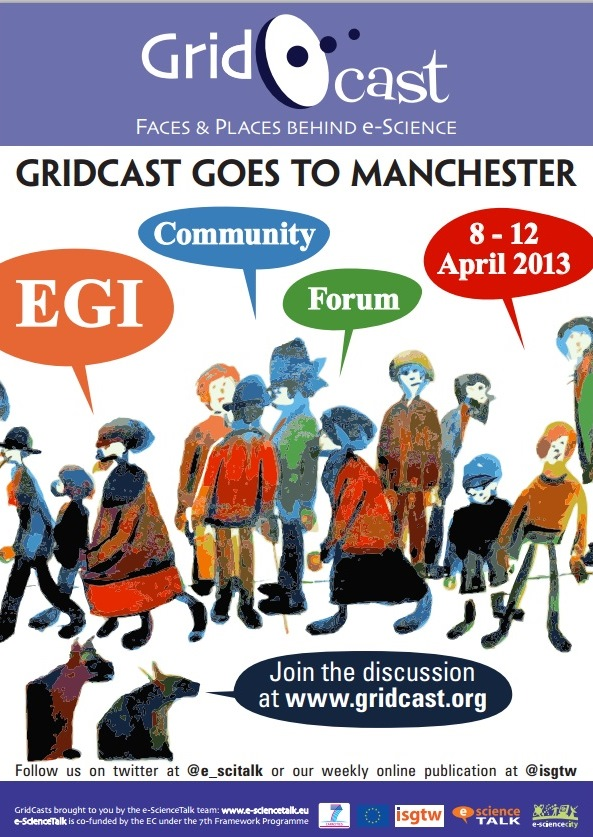 Gridcast
FACES & PLACES BEHIND e-SCIENCE
GRIDCAST GOES TO MANCHESTER
EGI
Community
Forum
8 - 12
April 2013
Join the discussion
at www.gridcast.org
Follow us on twitter at @e_scitalk or our weekly online publication at @isgtw
GridCasts brought to you by the e-ScienceTalk team: www.e-sciencetalk.eu
e-ScienceTalk is co-funded by the EC under the 7th Framework Programme
isgtw
e science
TALK
e-sciencecity